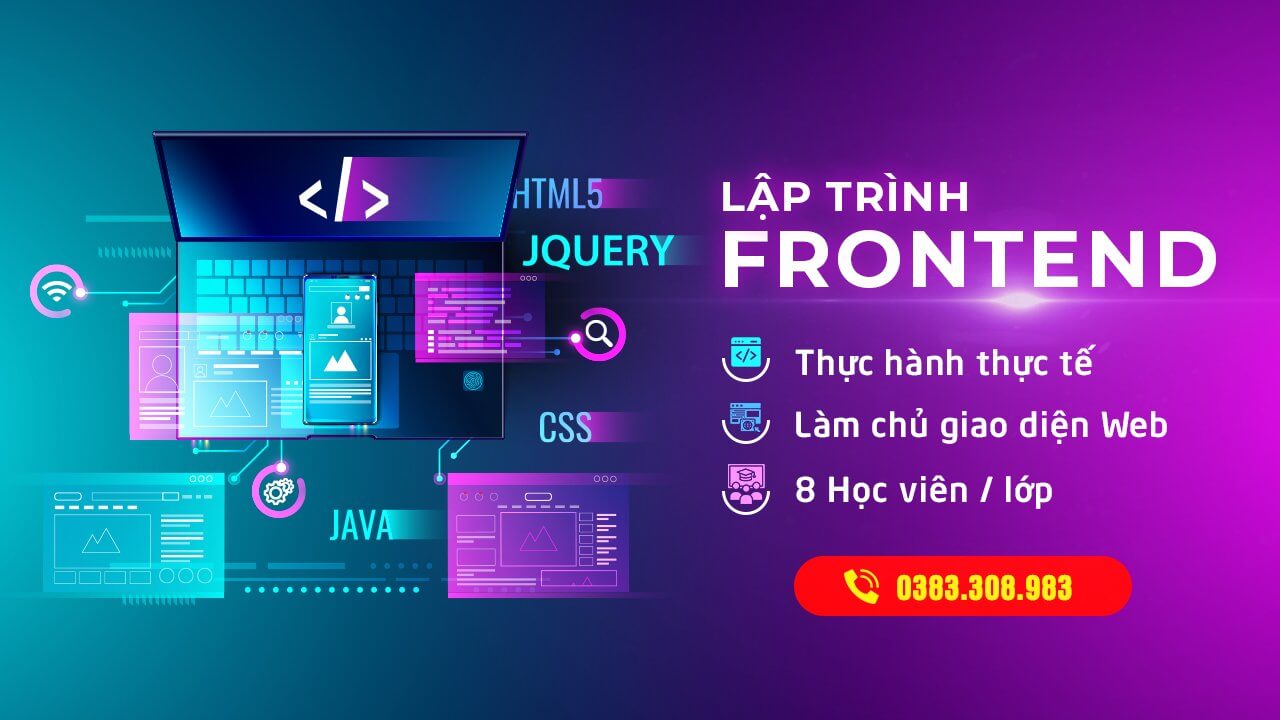 </>
HTML5
JQUERY
CSS
JAVA
LẬP TRÌNH
FRONTEND
</>
Thực hành thực tế
Làm chủ giao diện Web
8 Học viên / lớp
0383.308.983